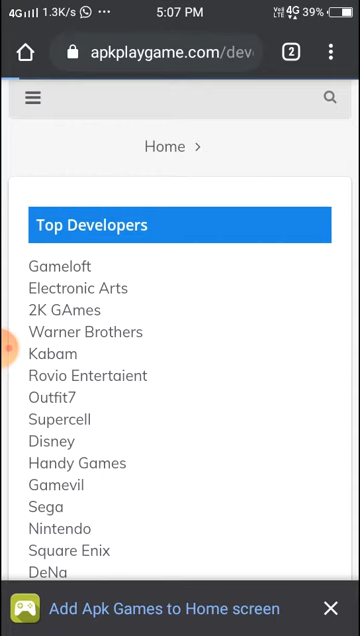 4G 1.3K/s ... 5:07 PM VoD LTE 4G 39%
apkplaygame.com/dev 2
Home >
Top Developers
Gameloft
Electronic Arts
2K GAmes
Warner Brothers
Kabam
Rovio Entertaient
Outfit7
Supercell
Disney
Handy Games
Gamevil
Sega
Nintendo
Square Enix
DeNa
Add Apk Games to Home screen